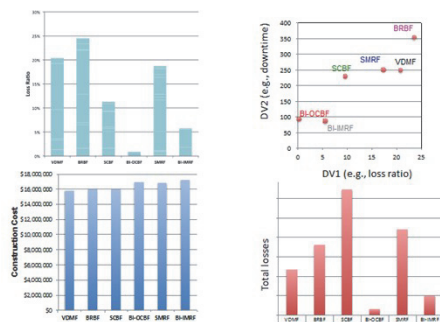 30%
25%
20%
15%
10%
5%
0%
Loss Ratio
VDMF BRBF SCBF BI-OCBF SMRF BI-IMRF
400
350
300
250
200
150
100
50
0
DV2 (e.g., downtime)
BRBF
SCBF
SMRF
VDMF
BI-OCBF
BI-IMRF
0 5 10 15 20 25
DV1 (e.g., loss ratio)
$18,000,000
$16,000,000
$14,000,000
$12,000,000
$10,000,000
$8,000,000
$6,000,000
$4,000,000
$2,000,000
$0
Construction Cost
VDMF BRBF SCBF BI-OCBF SMRF BI-IMRF
Total losses
VDMF BRBF SCBF BI-OCBF SMRF BI-IMRF